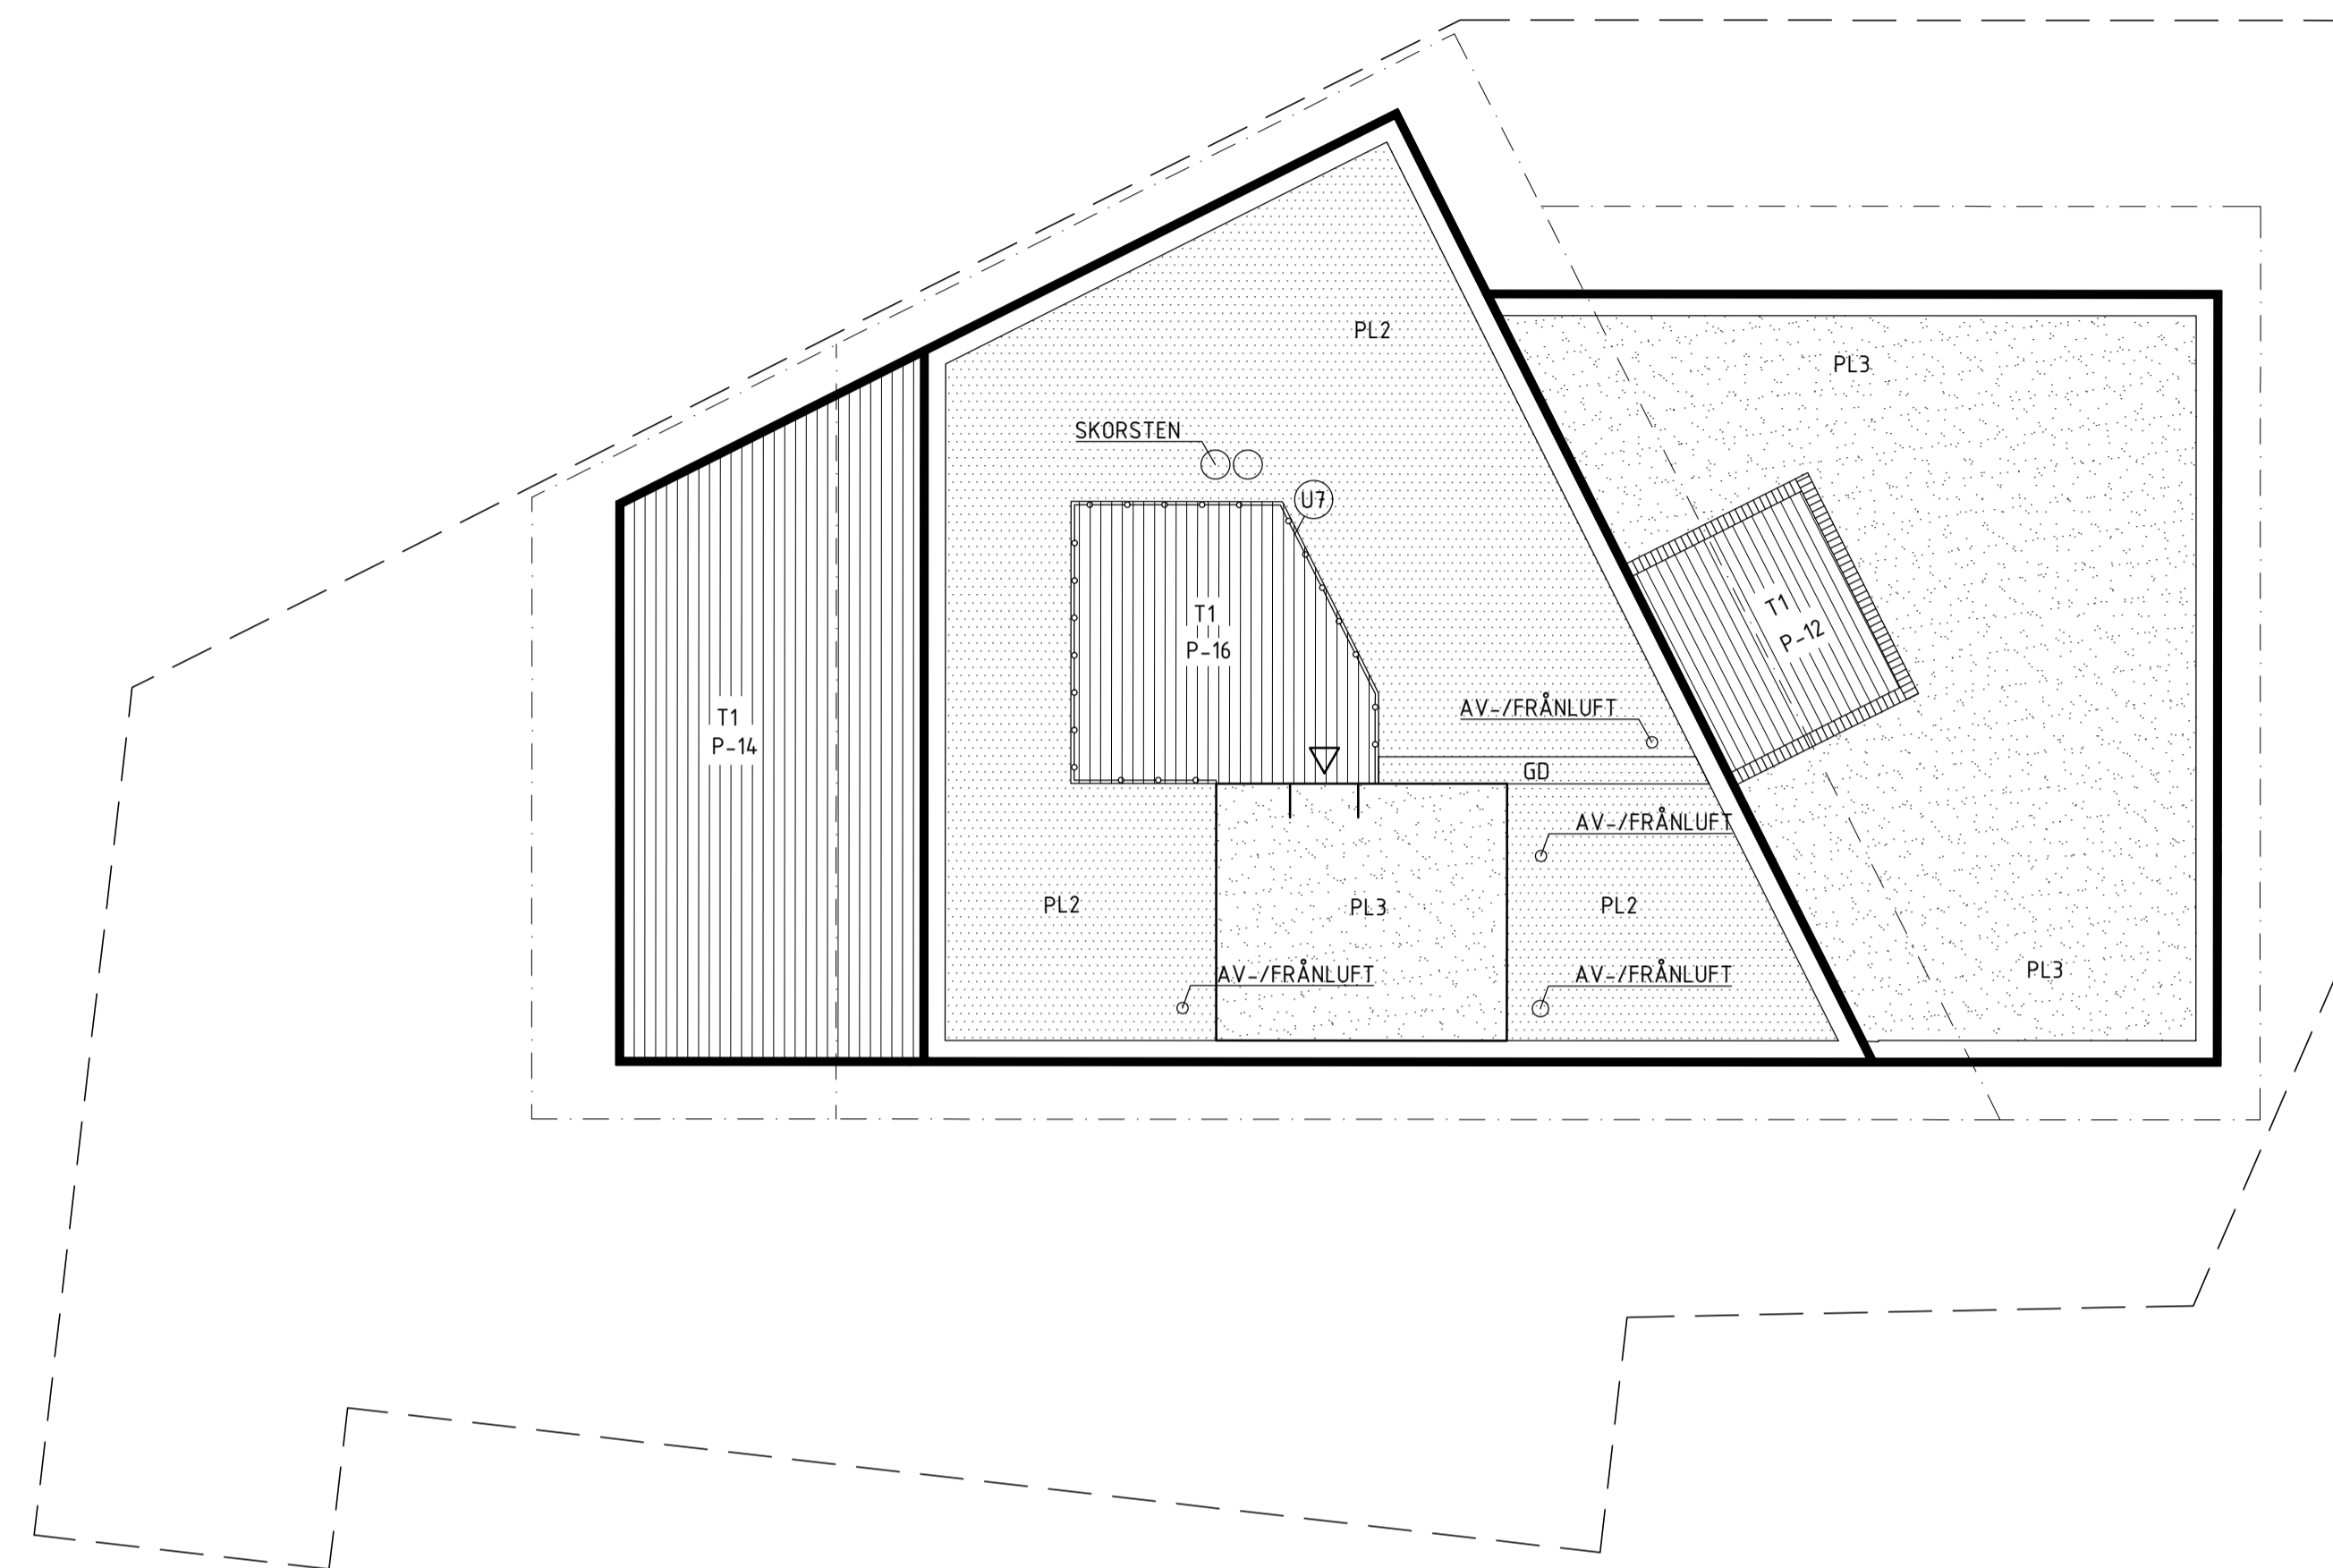 PL2
PL3
SKORSTEN
U7
T1
P-16
T1
P-12
T1
P-14
AV-/FRÅNLUFT
GD
AV-/FRÅNLUFT
PL2
PL3
PL2
AV-/FRÅNLUFT
AV-/FRÅNLUFT
PL3